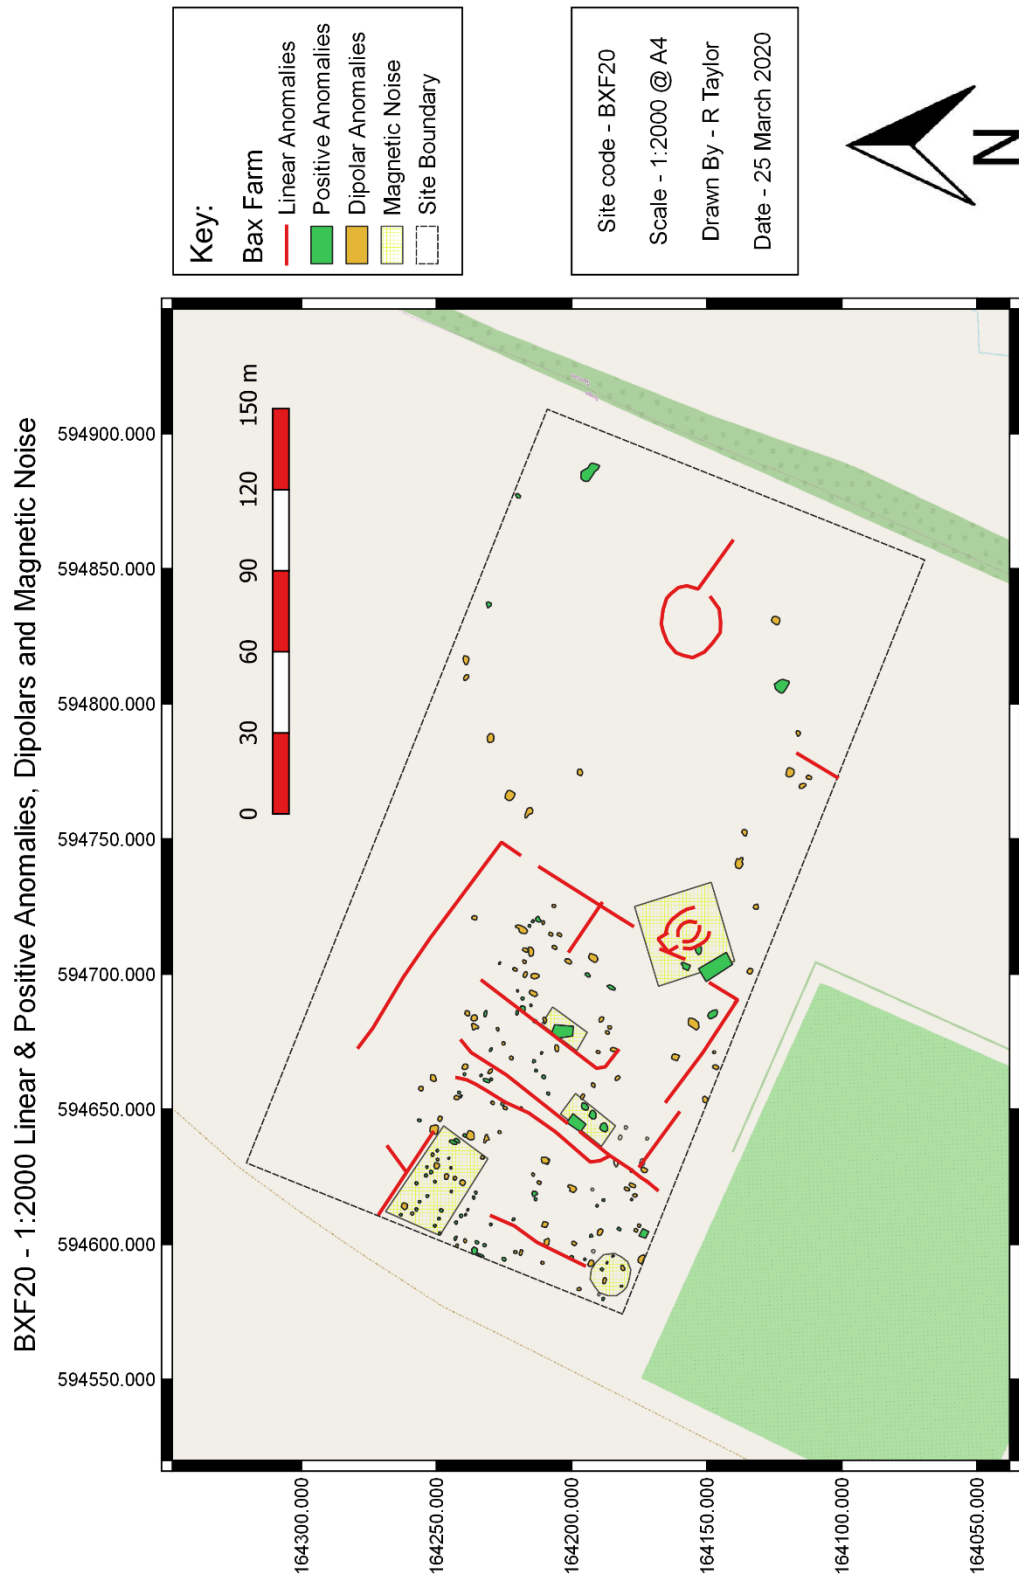 BXF20 - 1:2000 Linear & Positive Anomalies, Dipolars and Magnetic Noise
594550.000
594600.000
594650.000
594700.000
594750.000
594800.000
594850.000
594900.000
164300.000
164250.000
164200.000
164150.000
164100.000
164050.000
0
30
60
90
120
150 m
Key:
Bax Farm
Linear Anomalies
Positive Anomalies
Dipolar Anomalies
Magnetic Noise
Site Boundary
Site code - BXF20
Scale - 1:2000 @ A4
Drawn By - R Taylor
Date - 25 March 2020
N